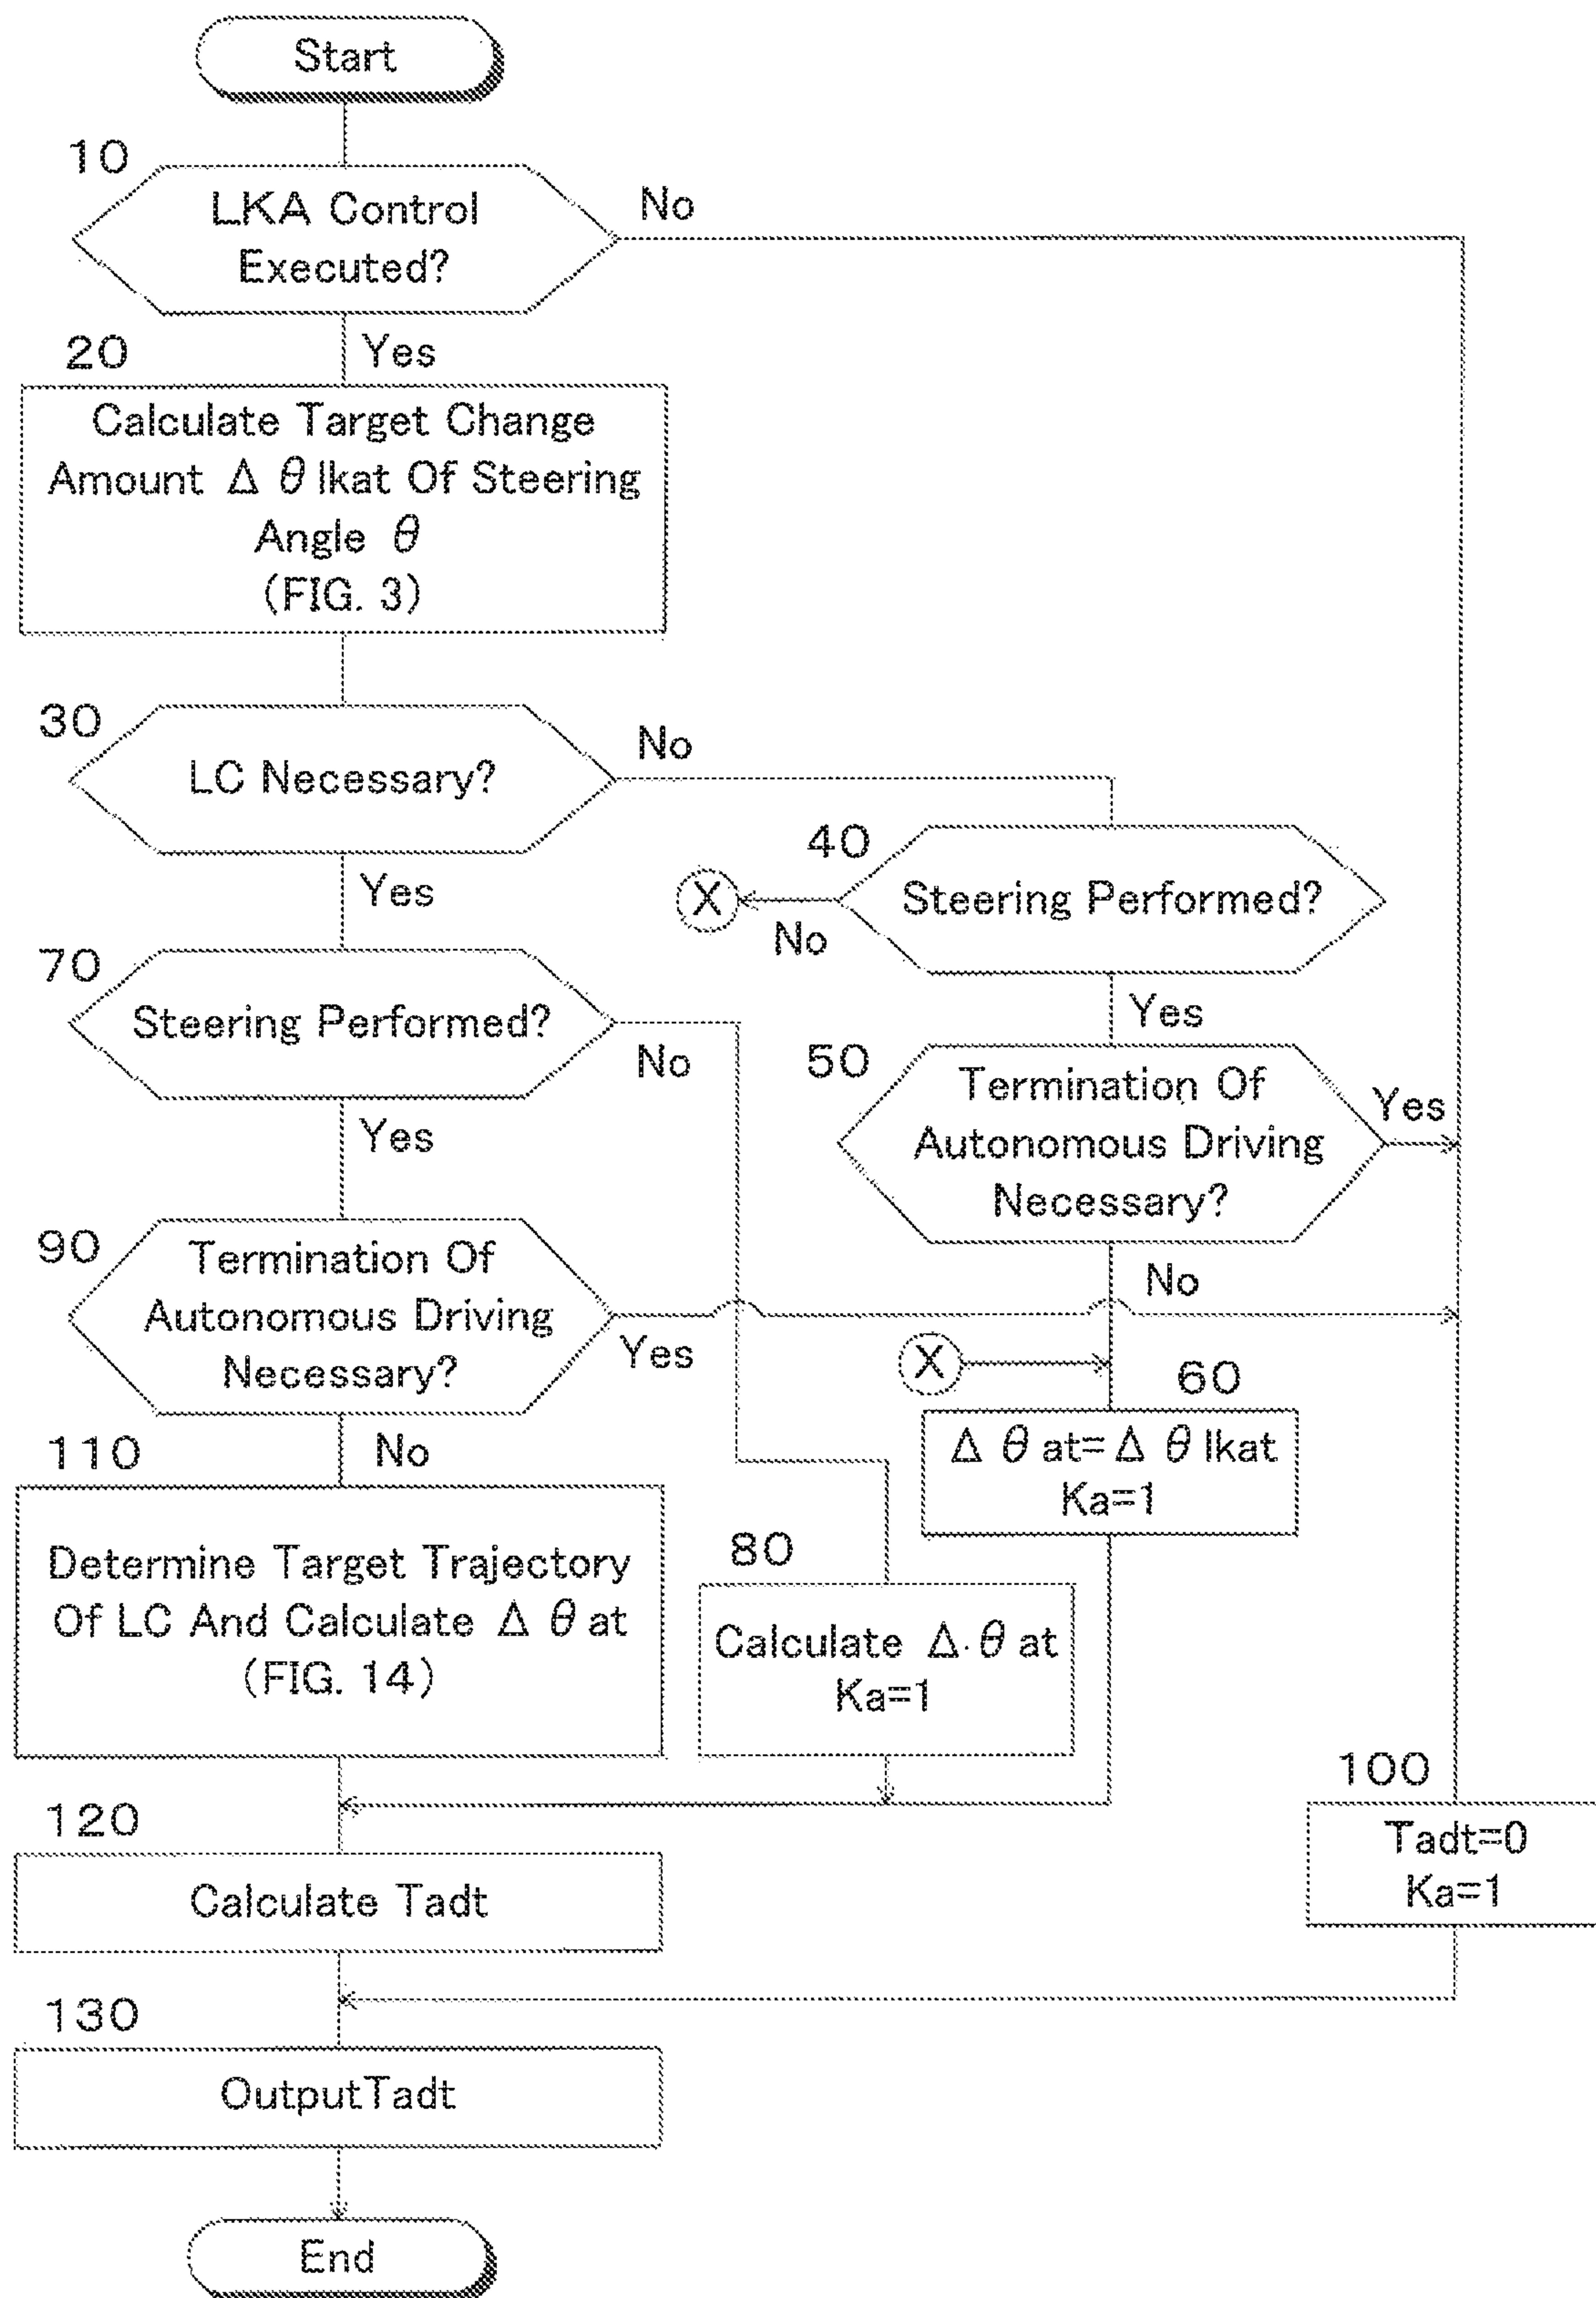 Start
10
LKA Control
Executed?
No
Yes
20
Calculate Target Change
Amount Δ θ lkat Of Steering
Angle θ
(FIG. 3)
30
LC Necessary?
No
Yes
40
Steering Performed?
X
No
Yes
70
Steering Performed?
No
Yes
50
Termination Of
Autonomous Driving
Necessary?
Yes
No
90
Termination Of
Autonomous Driving
Necessary?
Yes
No
X
60
Δ θ at=Δ θ lkat
Ka=1
110
Determine Target Trajectory
Of LC And Calculate Δ θ at
(FIG. 14)
80
Calculate Δ θ at
Ka=1
100
Tadt=0
Ka=1
120
Calculate Tadt
130
OutputTadt
End